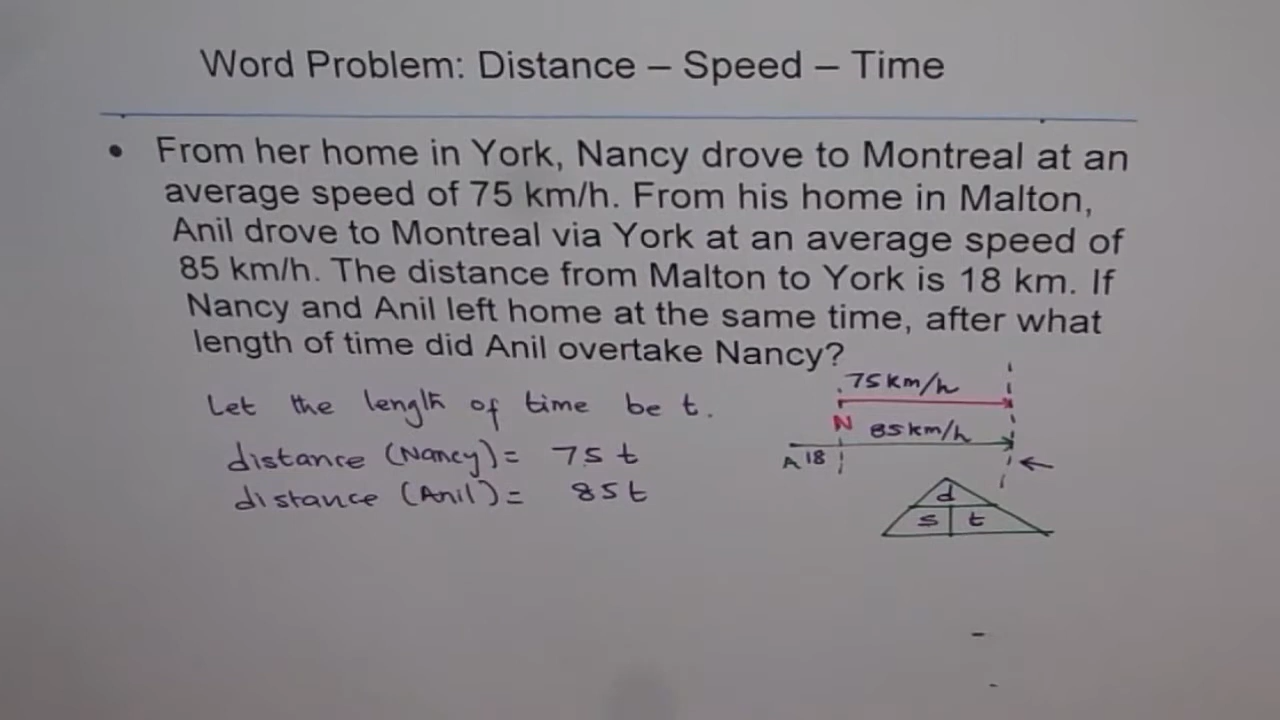 Word Problem: Distance – Speed – Time
• From her home in York, Nancy drove to Montreal at an
average speed of 75 km/h. From his home in Malton,
Anil drove to Montreal via York at an average speed of
85 km/h. The distance from Malton to York is 18 km. If
Nancy and Anil left home at the same time, after what
length of time did Anil overtake Nancy?
Let the length of time be t.
distance (Nancy) = 75 t
distance (Anil) = 85t
75km/h
N 85km/h
A 18
d
s t